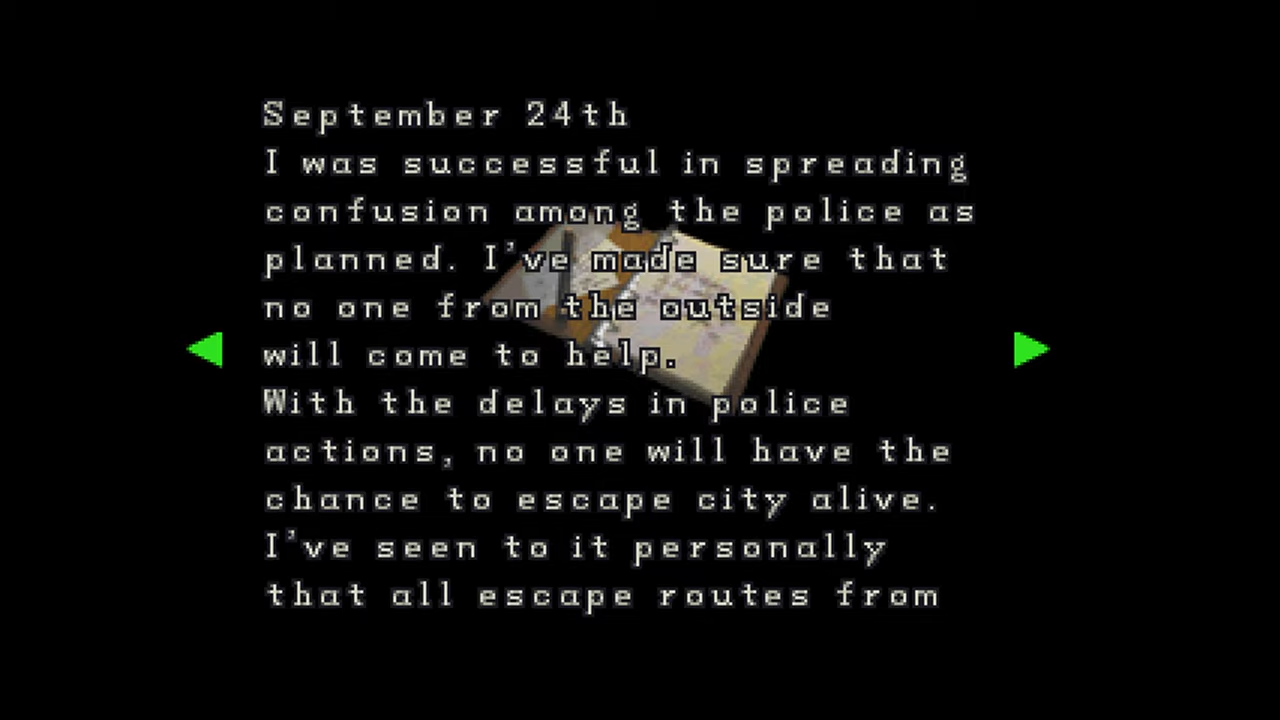 September 24th
I was successful in spreading
confusion among the police as
planned. I've made sure that
no one from the outside
will come to help.
With the delays in police
actions, no one will have the
chance to escape city alive.
I've seen to it personally
that all escape routes from